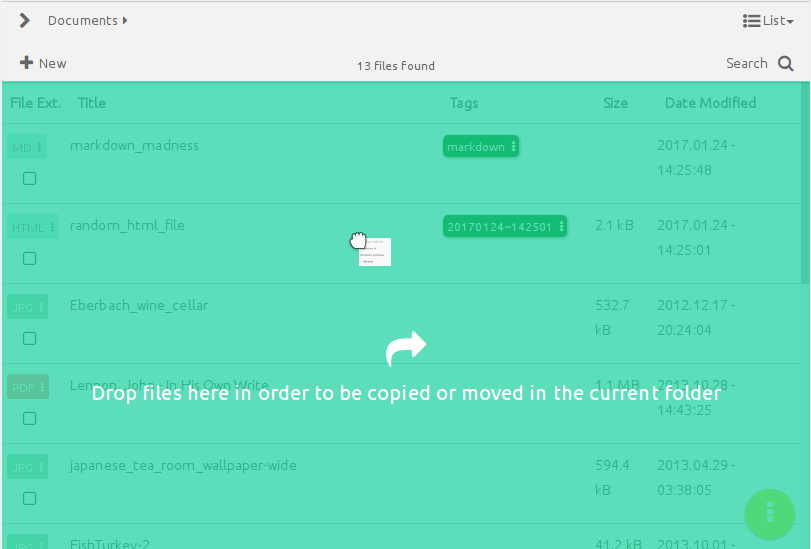 Documents
List
New
13 files found
Search
File Ext. Title Tags Size Date Modified
MD markdown_madness markdown 2017.01.24 -
14:25:48
HTML random_html_file 20170124~142501 2.1 kB 2017.01.24 -
14:25:01
JPG Eberbach_wine_cellar 532.7 2012.12.17 -
kB 20:24:04
PDF Lennon, John - In His Own Write 1.1 MB 2013.10.28 -
14:43:25
Drop files here in order to be copied or moved in the current folder
JPG japanese_tea_room_wallpaper-wide 594.4 2013.04.29 -
kB 03:38:05
JPG FishTurkey-2 41.2 kB 2013.10.01 -